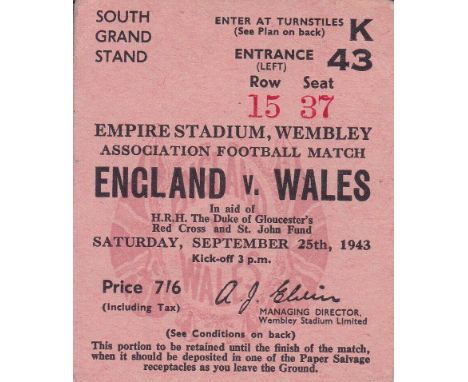 SOUTH
GRAND
STAND
ENTER AT TURNSTILES
(See Plan on back)
K
ENTRANCE
(LEFT)
43
Row Seat
15 37
EMPIRE STADIUM, WEMBLEY
ASSOCIATION FOOTBALL MATCH
ENGLAND v. WALES
In aid of
H.R.H. The Duke of Gloucester's
Red Cross and St. John Fund
SATURDAY, SEPTEMBER 25th, 1943
Kick-off 3 p.m.
Price 7/6
(Including Tax)
A. J. Elvin
MANAGING DIRECTOR,
Wembley Stadium Limited
(See Conditions on back)
This portion to be retained until the finish of the match,
when it should be deposited in one of the Paper Salvage
receptacles as you leave the Ground.
ENGLAND
WALES